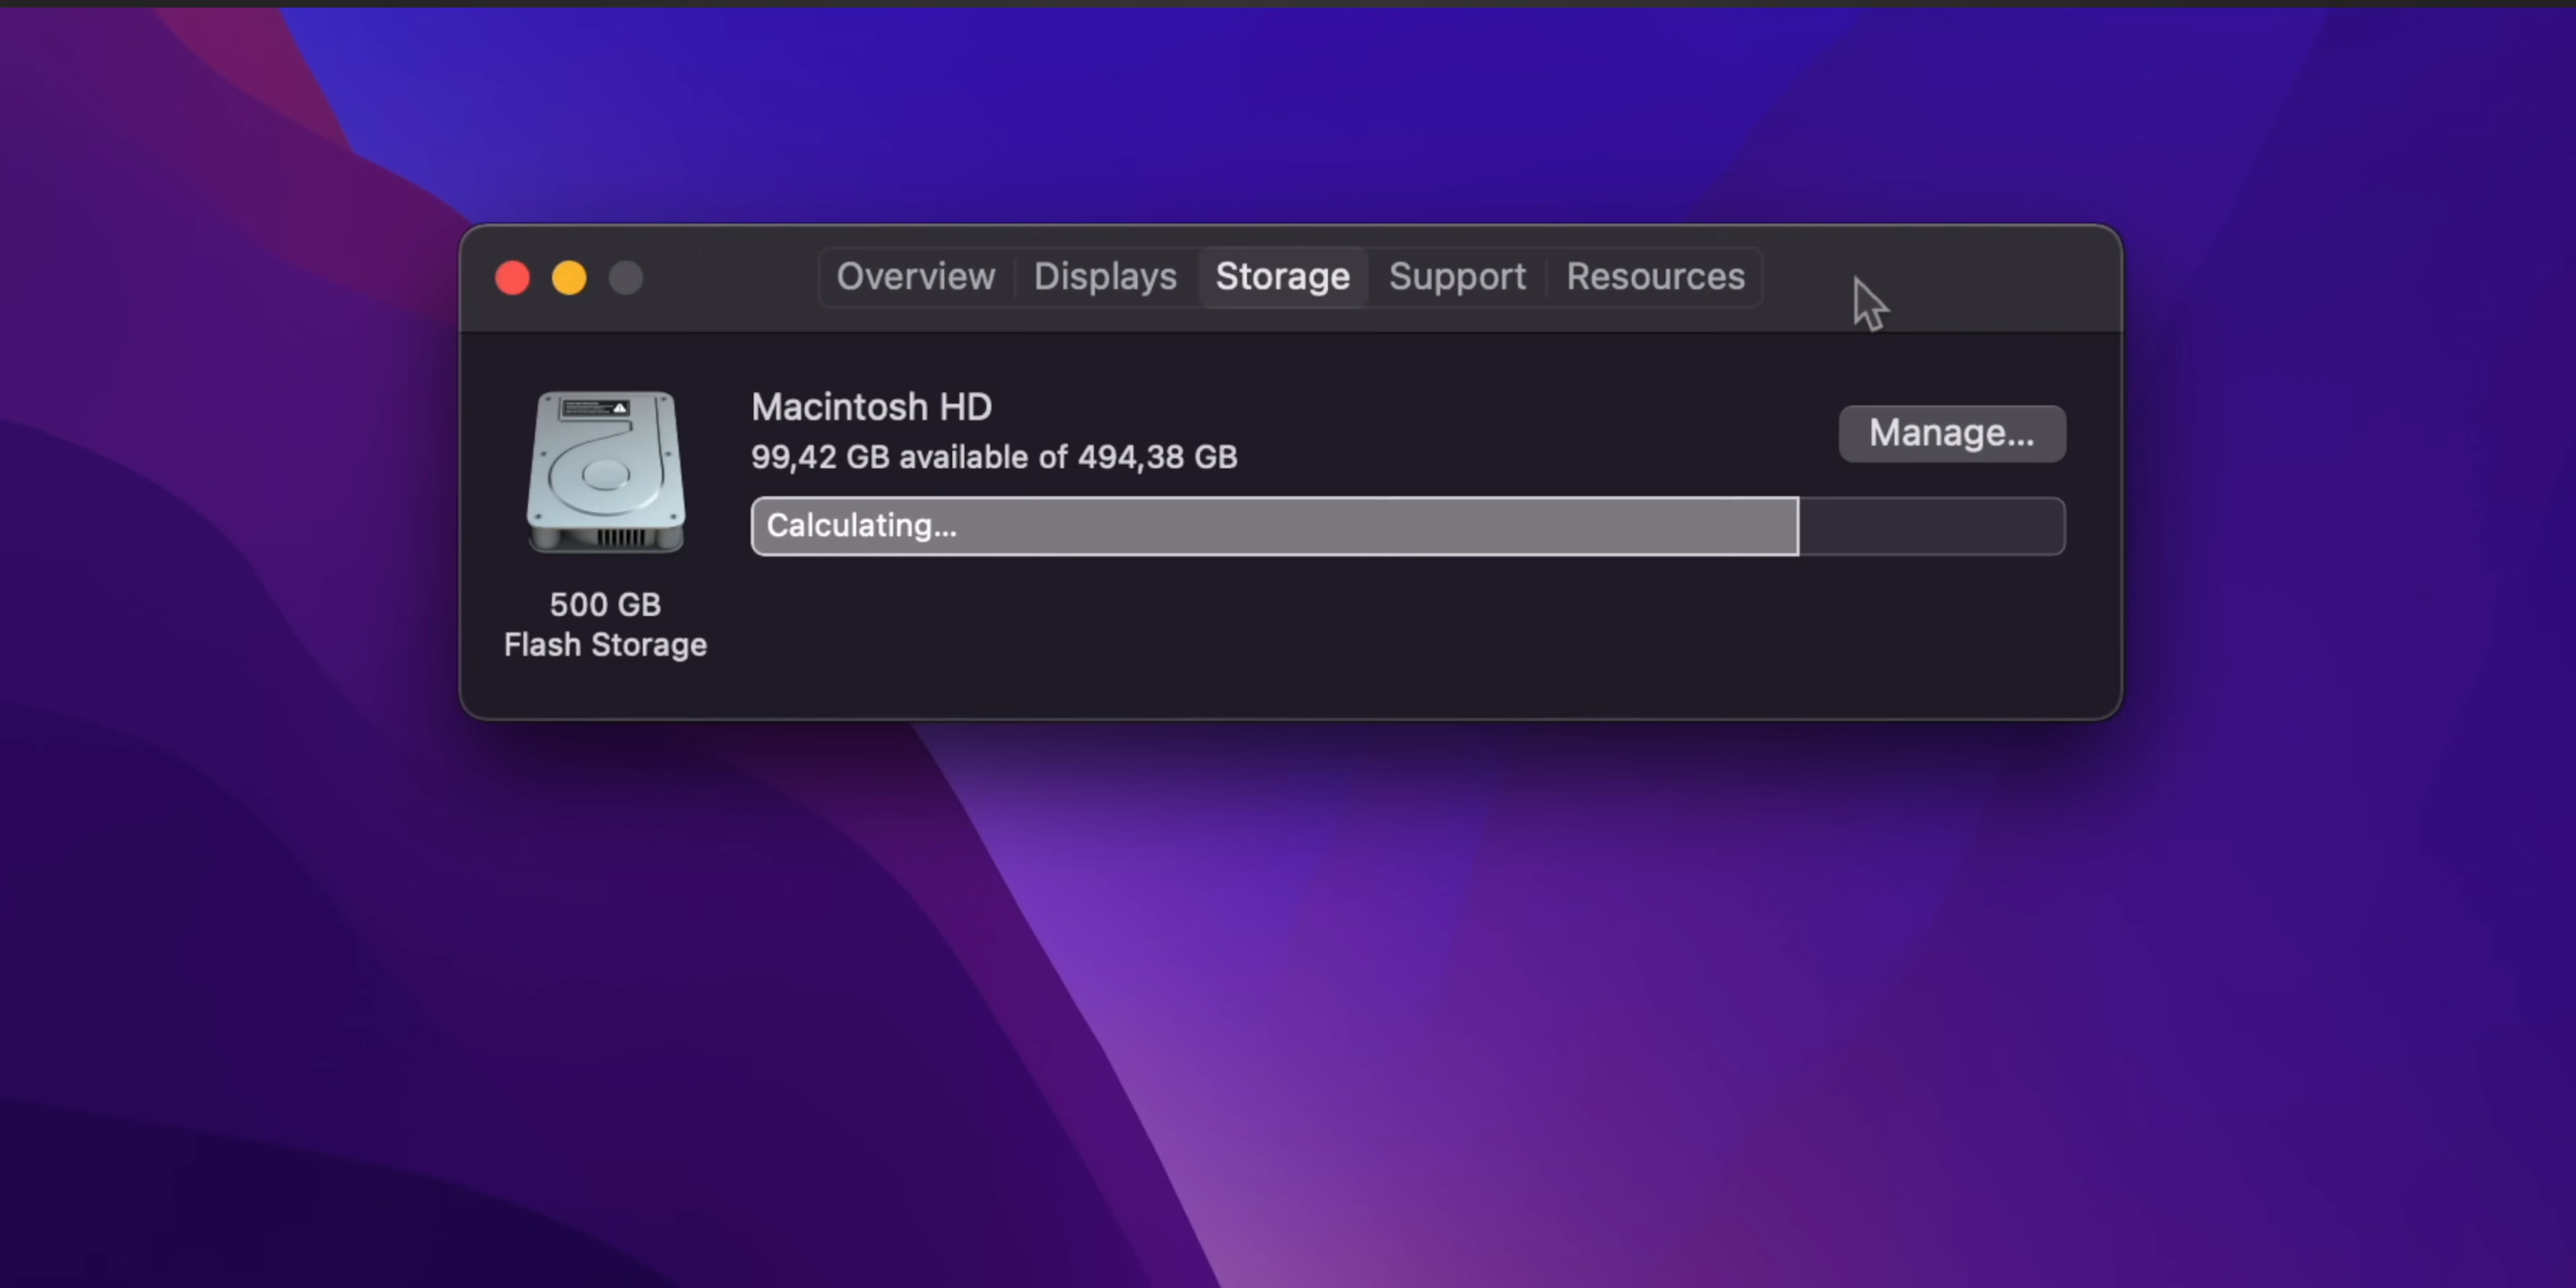 Overview Displays Storage Support Resources
Macintosh HD
99,42 GB available of 494,38 GB
Manage...
Calculating...
500 GB
Flash Storage